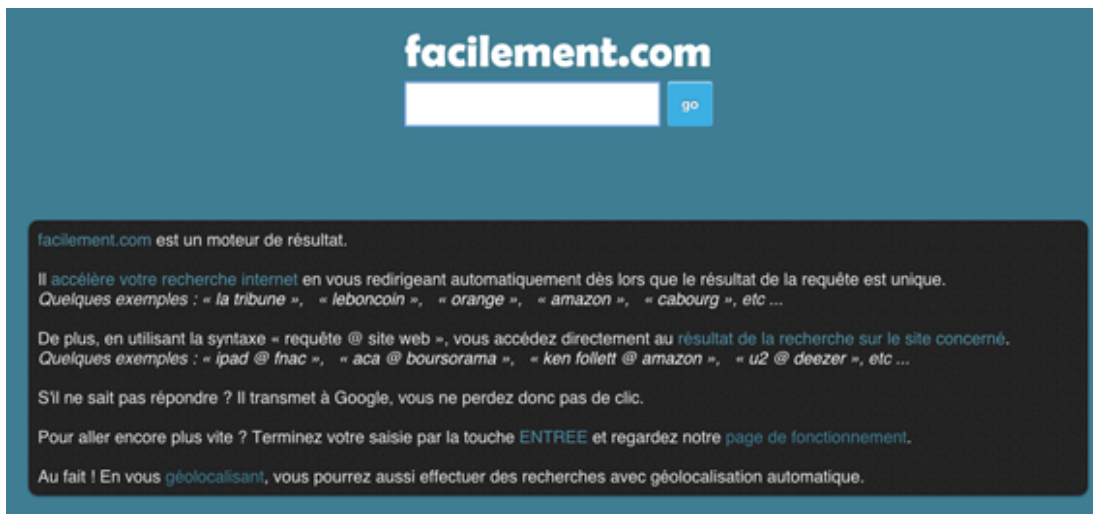 facilement.com
go
facilement.com est un moteur de résultat.
Il accélère votre recherche internet en vous redirigeant automatiquement dès lors que le résultat de la requête est unique.
Quelques exemples : « la tribune », « leboncoin », « orange », « amazon », « cabourg », etc ...
De plus, en utilisant la syntaxe « requête @ site web », vous accédez directement au résultat de la recherche sur le site concerné.
Quelques exemples : « ipad @ fnac », « aca @ boursorama », « ken follett @ amazon », « u2 @ deezer », etc ...
S'il ne sait pas répondre ? Il transmet à Google, vous ne perdez donc pas de clic.
Pour aller encore plus vite ? Terminez votre saisie par la touche ENTREE et regardez notre page de fonctionnement.
Au fait ! En vous géolocalisant, vous pourrez aussi effectuer des recherches avec géolocalisation automatique.